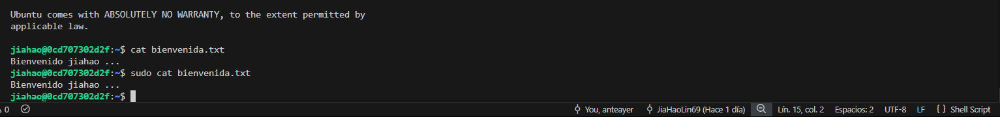 Ubuntu comes with ABSOLUTELY NO WARRANTY, to the extent permitted by
applicable law.
jiahao@0cd707302d2f:~$ cat bienvenida.txt
Bienvenido jiahao ...
jiahao@0cd707302d2f:~$ sudo cat bienvenida.txt
Bienvenido jiahao ...
jiahao@0cd707302d2f:~$
0 You, anteayer JiaHaoLin69 (Hace 1 día) Lín. 15, col. 2 Espacios: 2 UTF-8 LF { } Shell Script